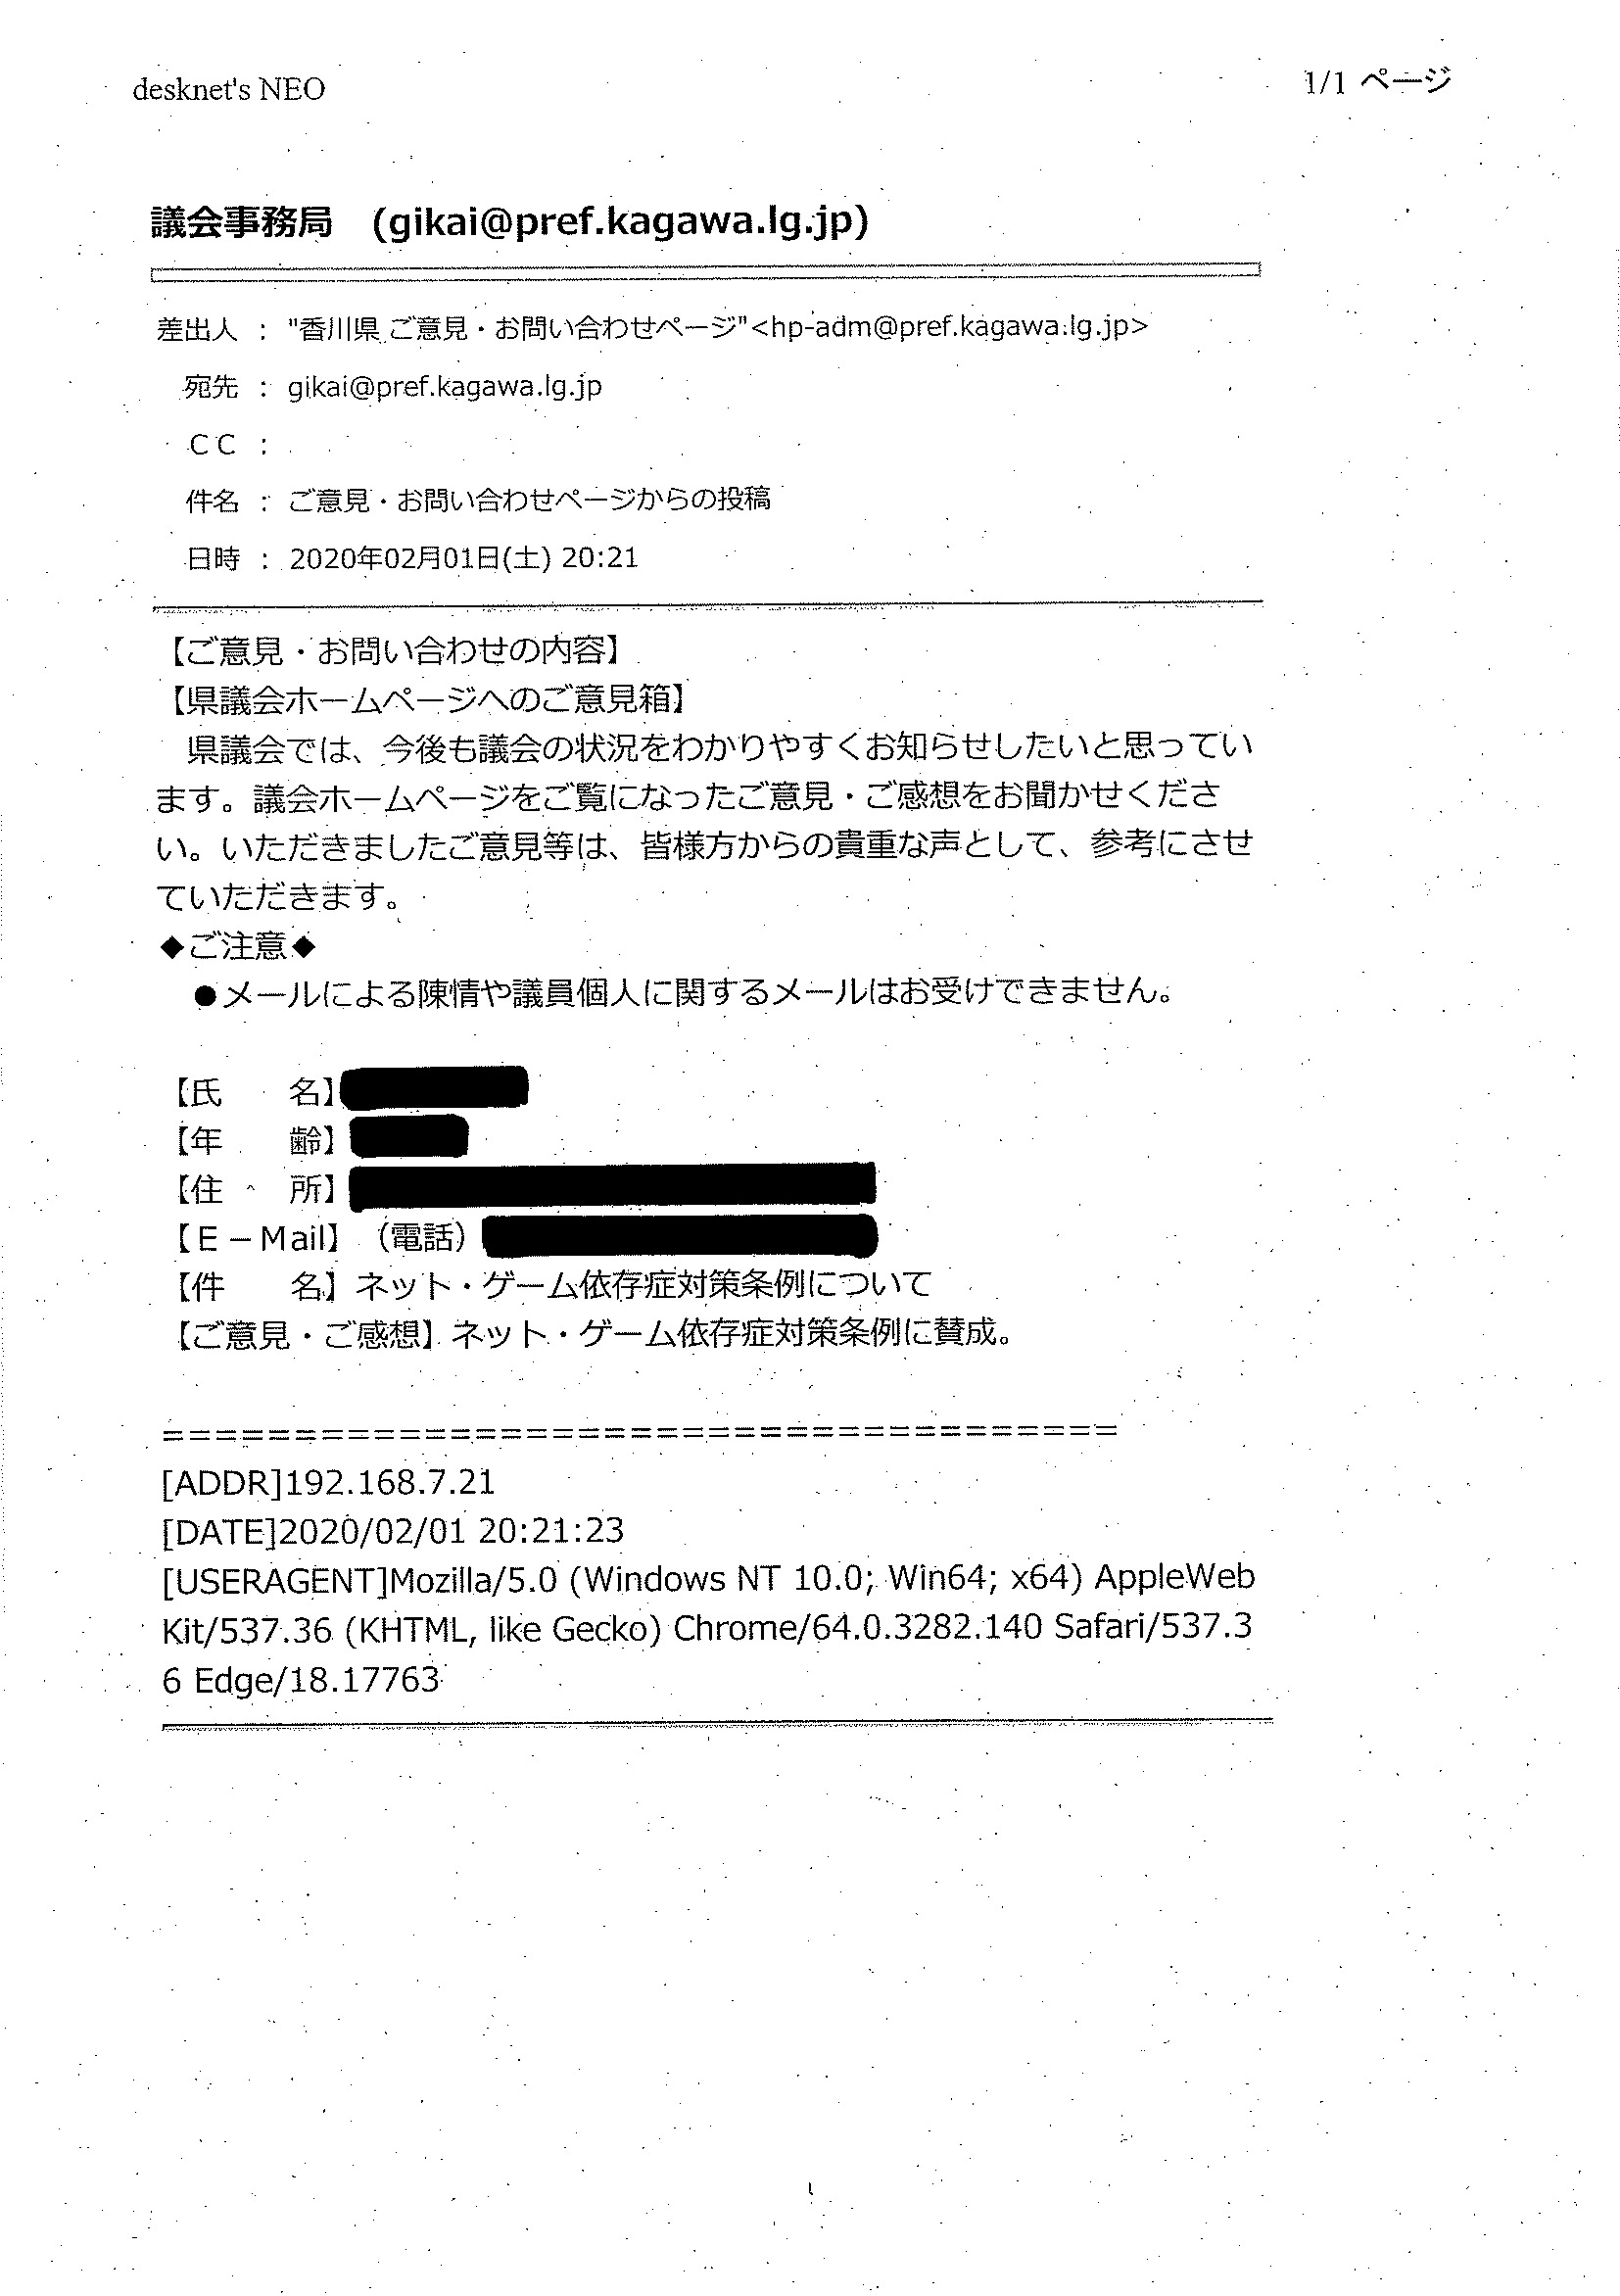 desknet's NEO
1/1 ページ
議会事務局　(gikai@pref.kagawa.lg.jp)
差出人 ： "香川県 ご意見・お問い合わせページ"<hp-adm@pref.kagawa.lg.jp>
宛先 ： gikai@pref.kagawa.lg.jp
ＣＣ ：
件名 ： ご意見・お問い合わせページからの投稿
日時 ： 2020年02月01日(土) 20:21
【ご意見・お問い合わせの内容】
【県議会ホームページへのご意見箱】
　県議会では、今後も議会の状況をわかりやすくお知らせしたいと思ってい
ます。議会ホームページをご覧になったご意見・ご感想をお聞かせくださ
い。いただきましたご意見等は、皆様方からの貴重な声として、参考にさせ
ていただきます。
◆ご注意◆
　●メールによる陳情や議員個人に関するメールはお受けできません。
【氏　　名】
【年　　齢】
【住　　所】
【Ｅ－Mail】（電話）
【件　　名】ネット・ゲーム依存症対策条例について
【ご意見・ご感想】ネット・ゲーム依存症対策条例に賛成。
=====================================
[ADDR]192.168.7.21
[DATE]2020/02/01 20:21:23
[USERAGENT]Mozilla/5.0 (Windows NT 10.0; Win64; x64) AppleWeb
Kit/537.36 (KHTML, like Gecko) Chrome/64.0.3282.140 Safari/537.3
6 Edge/18.17763